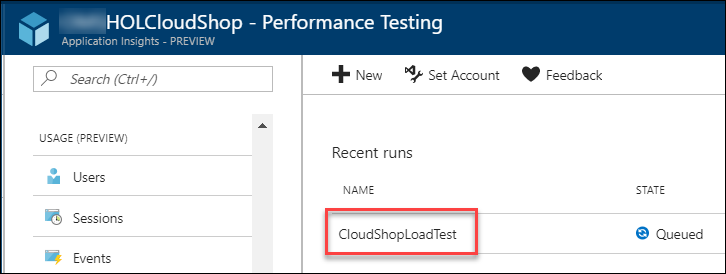 HOLCloudShop - Performance Testing
Application Insights - PREVIEW
Search (Ctrl+/)
New
Set Account
Feedback
USAGE (PREVIEW)
Users
Sessions
Events
Recent runs
NAME
STATE
CloudShopLoadTest
Queued